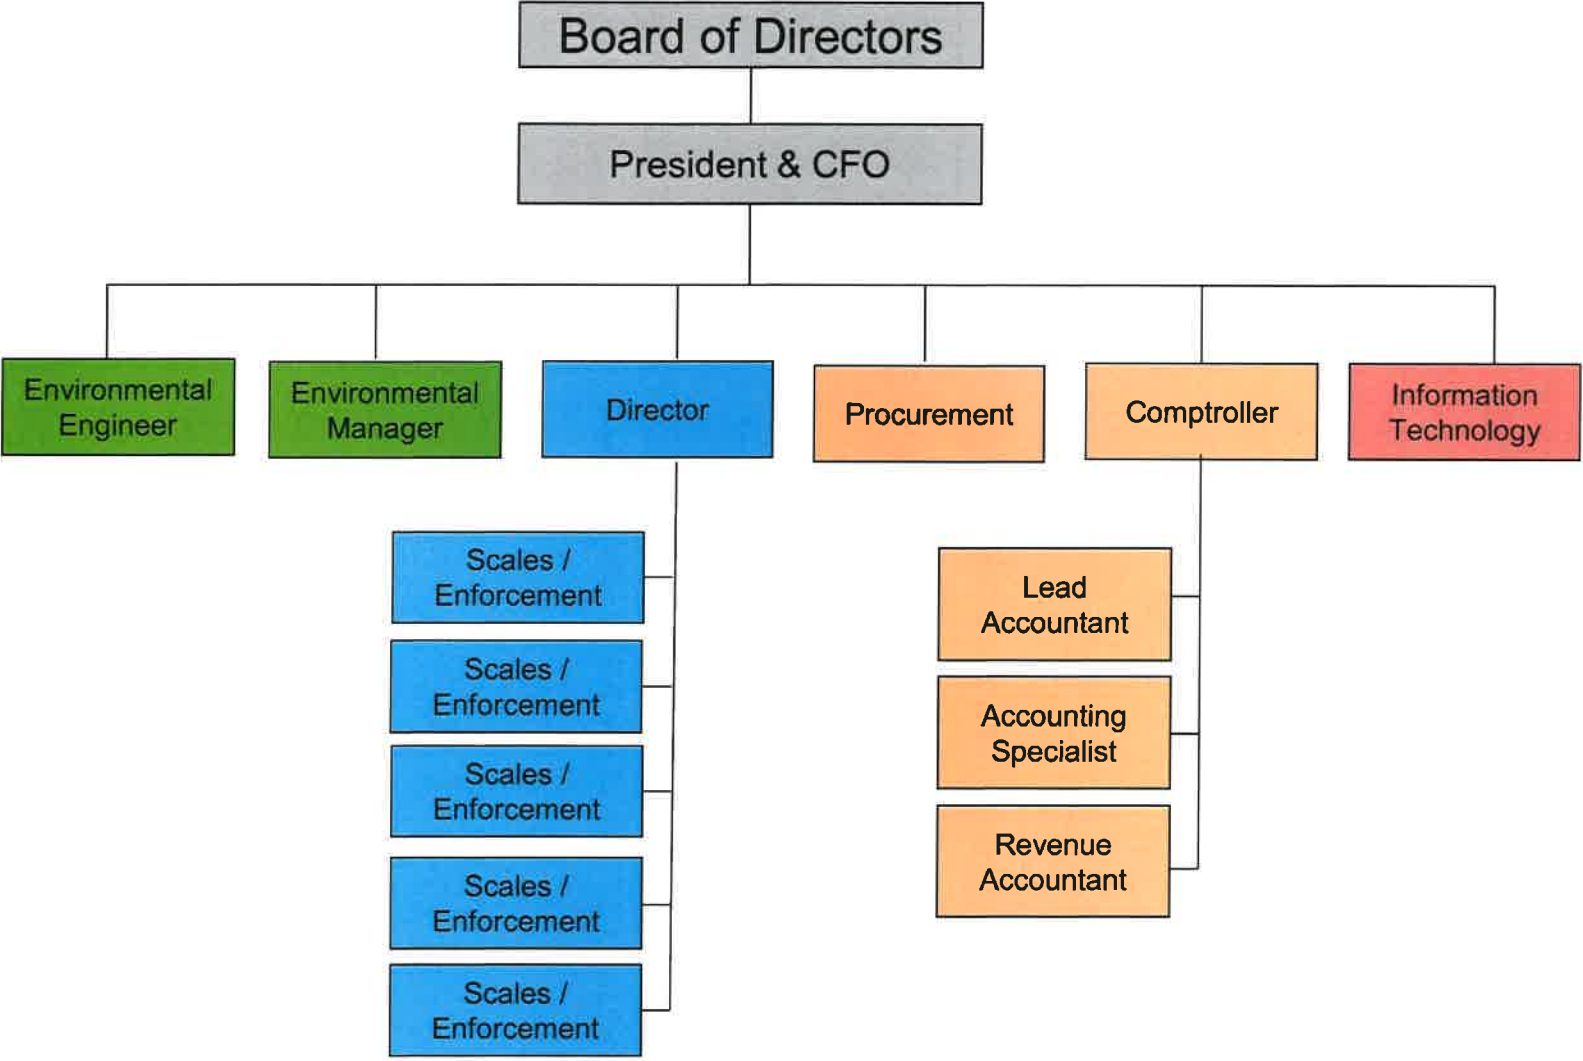 Board of Directors
President & CFO
Environmental
Engineer
Environmental
Manager
Director
Procurement
Comptroller
Information
Technology
Scales /
Enforcement
Scales /
Enforcement
Scales /
Enforcement
Scales /
Enforcement
Scales /
Enforcement
Lead
Accountant
Accounting
Specialist
Revenue
Accountant